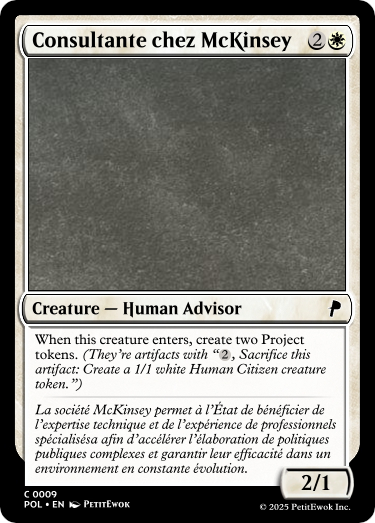 Consultante chez McKinsey 2
Creature — Human Advisor
When this creature enters, create two Project
tokens. (They're artifacts with “2, Sacrifice this
artifact: Create a 1/1 white Human Citizen creature
token.”)
La société McKinsey permet à l'État de bénéficier de
l'expertise technique et de l'expérience de professionnels
spécialisésa afin d'accélérer l'élaboration de politiques
publiques complexes et garantir leur efficacité dans un
environnement en constante évolution.
2/1
C 0009
POL • EN PetitEwok
© 2025 PetitEwok Inc.